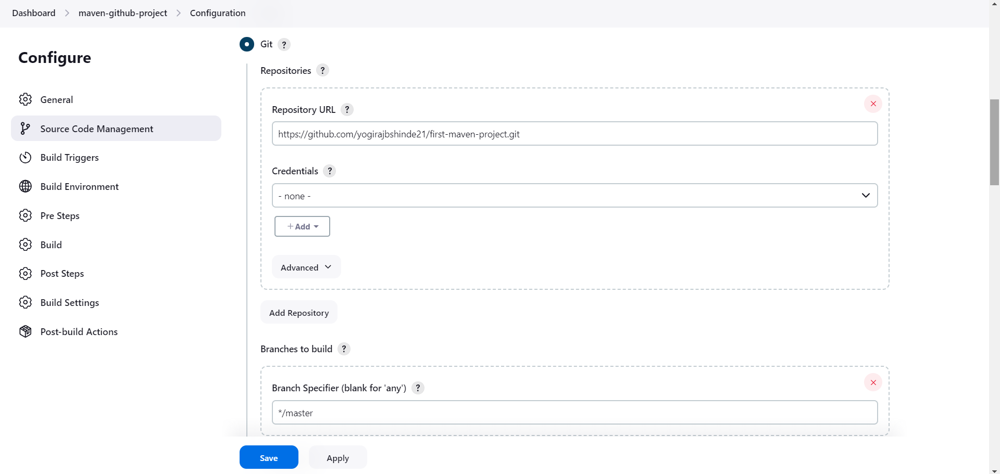 Dashboard > maven-github-project > Configuration
Configure
General
Source Code Management
Build Triggers
Build Environment
Pre Steps
Build
Post Steps
Build Settings
Post-build Actions
Git ?
Repositories ?
Repository URL ?
https://github.com/yogirajbshinde21/first-maven-project.git
Credentials ?
- none -
+ Add
Advanced
Add Repository
Branches to build ?
Branch Specifier (blank for 'any') ?
*/master
Save Apply